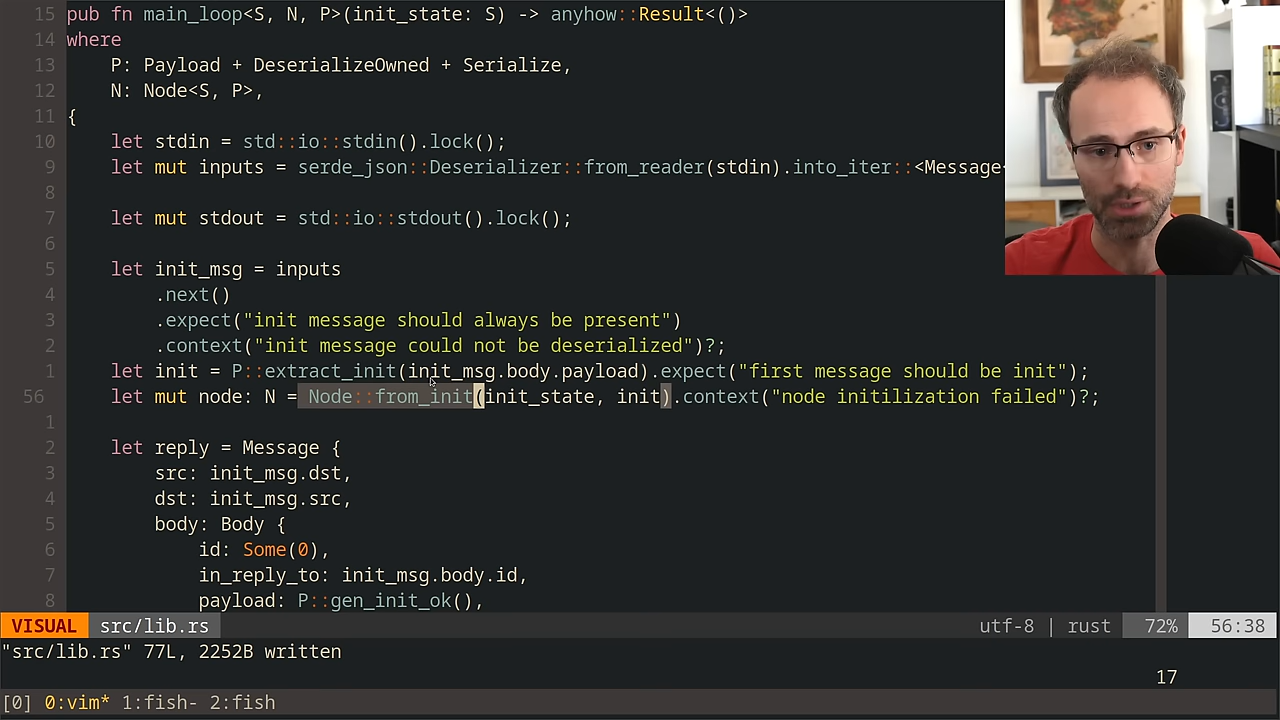 15 pub fn main_loop<S, N, P>(init_state: S) -> anyhow::Result<()>
14 where
13     P: Payload + DeserializeOwned + Serialize,
12     N: Node<S, P>,
11 {
10     let stdin = std::io::stdin().lock();
9     let mut inputs = serde_json::Deserializer::from_reader(stdin).into_iter::<Message<
8
7     let mut stdout = std::io::stdout().lock();
6
5     let init_msg = inputs
4         .next()
3         .expect("init message should always be present")
2         .context("init message could not be deserialized")?;
1     let init = P::extract_init(init_msg.body.payload).expect("first message should be init");
56     let mut node: N = Node::from_init(init_state, init).context("node initilization failed")?;
1
2     let reply = Message {
3         src: init_msg.dst,
4         dst: init_msg.src,
5         body: Body {
6             id: Some(0),
7             in_reply_to: init_msg.body.id,
8             payload: P::gen_init_ok(),
VISUAL src/lib.rs utf-8 | rust 72% 56:38
"src/lib.rs" 77L, 2252B written
17
[0] 0:vim* 1:fish- 2:fish